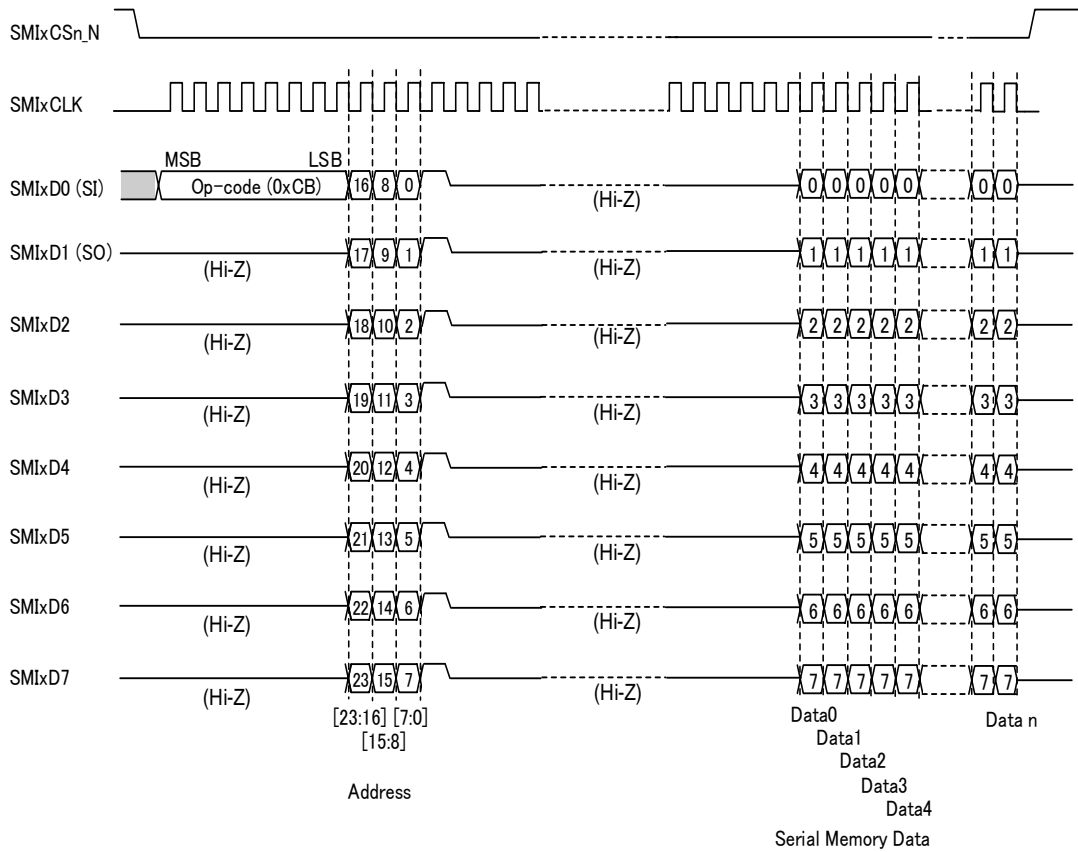 SMIxCSn_N
SMIxCLK
MSB LSB
SMIxD0 (SI) Op-code (0xCB) 16 8 0 (Hi-Z) 0 0 0 0 0 0 0
SMIxD1 (SO) (Hi-Z) 17 9 1 (Hi-Z) 1 1 1 1 1 1 1
SMIxD2 (Hi-Z) 18 10 2 (Hi-Z) 2 2 2 2 2 2 2
SMIxD3 (Hi-Z) 19 11 3 (Hi-Z) 3 3 3 3 3 3 3
SMIxD4 (Hi-Z) 20 12 4 (Hi-Z) 4 4 4 4 4 4 4
SMIxD5 (Hi-Z) 21 13 5 (Hi-Z) 5 5 5 5 5 5 5
SMIxD6 (Hi-Z) 22 14 6 (Hi-Z) 6 6 6 6 6 6 6
SMIxD7 (Hi-Z) 23 15 7 (Hi-Z) 7 7 7 7 7 7 7
[23:16] [7:0] Data0 Data n
[15:8] Data1
Data2
Data3
Address
Data4
Serial Memory Data